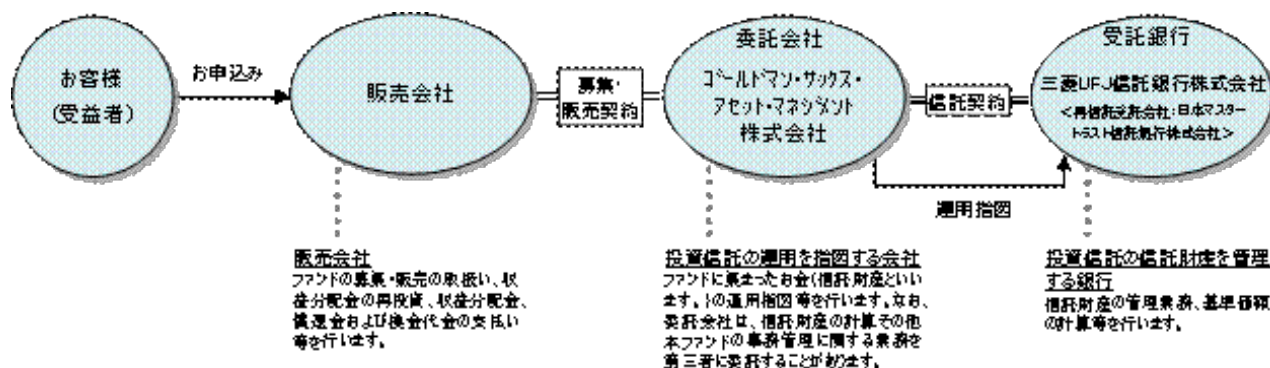 お客様
(受益者)
お申込み
販売会社
募集・
販売契約
委託会社
ゴールドマン・サックス・
アセット・マネジメント
株式会社
信託契約
受託銀行
三菱UFJ信託銀行株式会社
<再信託受託会社:日本マスター
トラスト信託銀行株式会社>
運用指図
販売会社
ファンドの募集・販売の取扱い、収
益分配金の再投資、収益分配金、
償還金および換金代金の支払い
等を行います。
投資信託の運用を指図する会社
ファンドに集まったお金(信託財産といい
ます。)の運用指図等を行います。なお、
委託会社は、信託財産の計算その他
本ファンドの事務管理に関する業務を
第三者に委託することがあります。
投資信託の信託財産を管理
する銀行
信託財産の管理業務、基準価額
の計算等を行います。